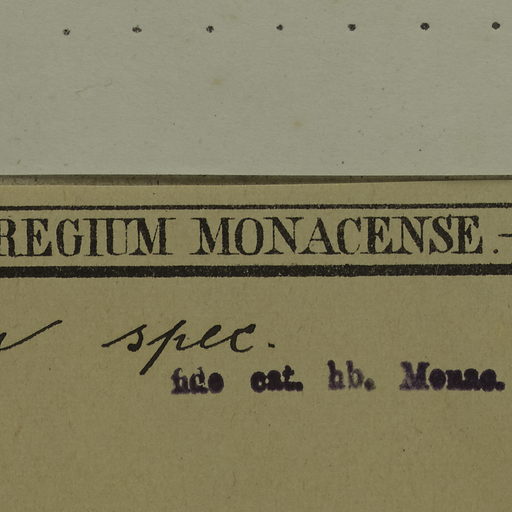 REGIUM MONACENSE.—
spec.
fide cat. hb. Monac.